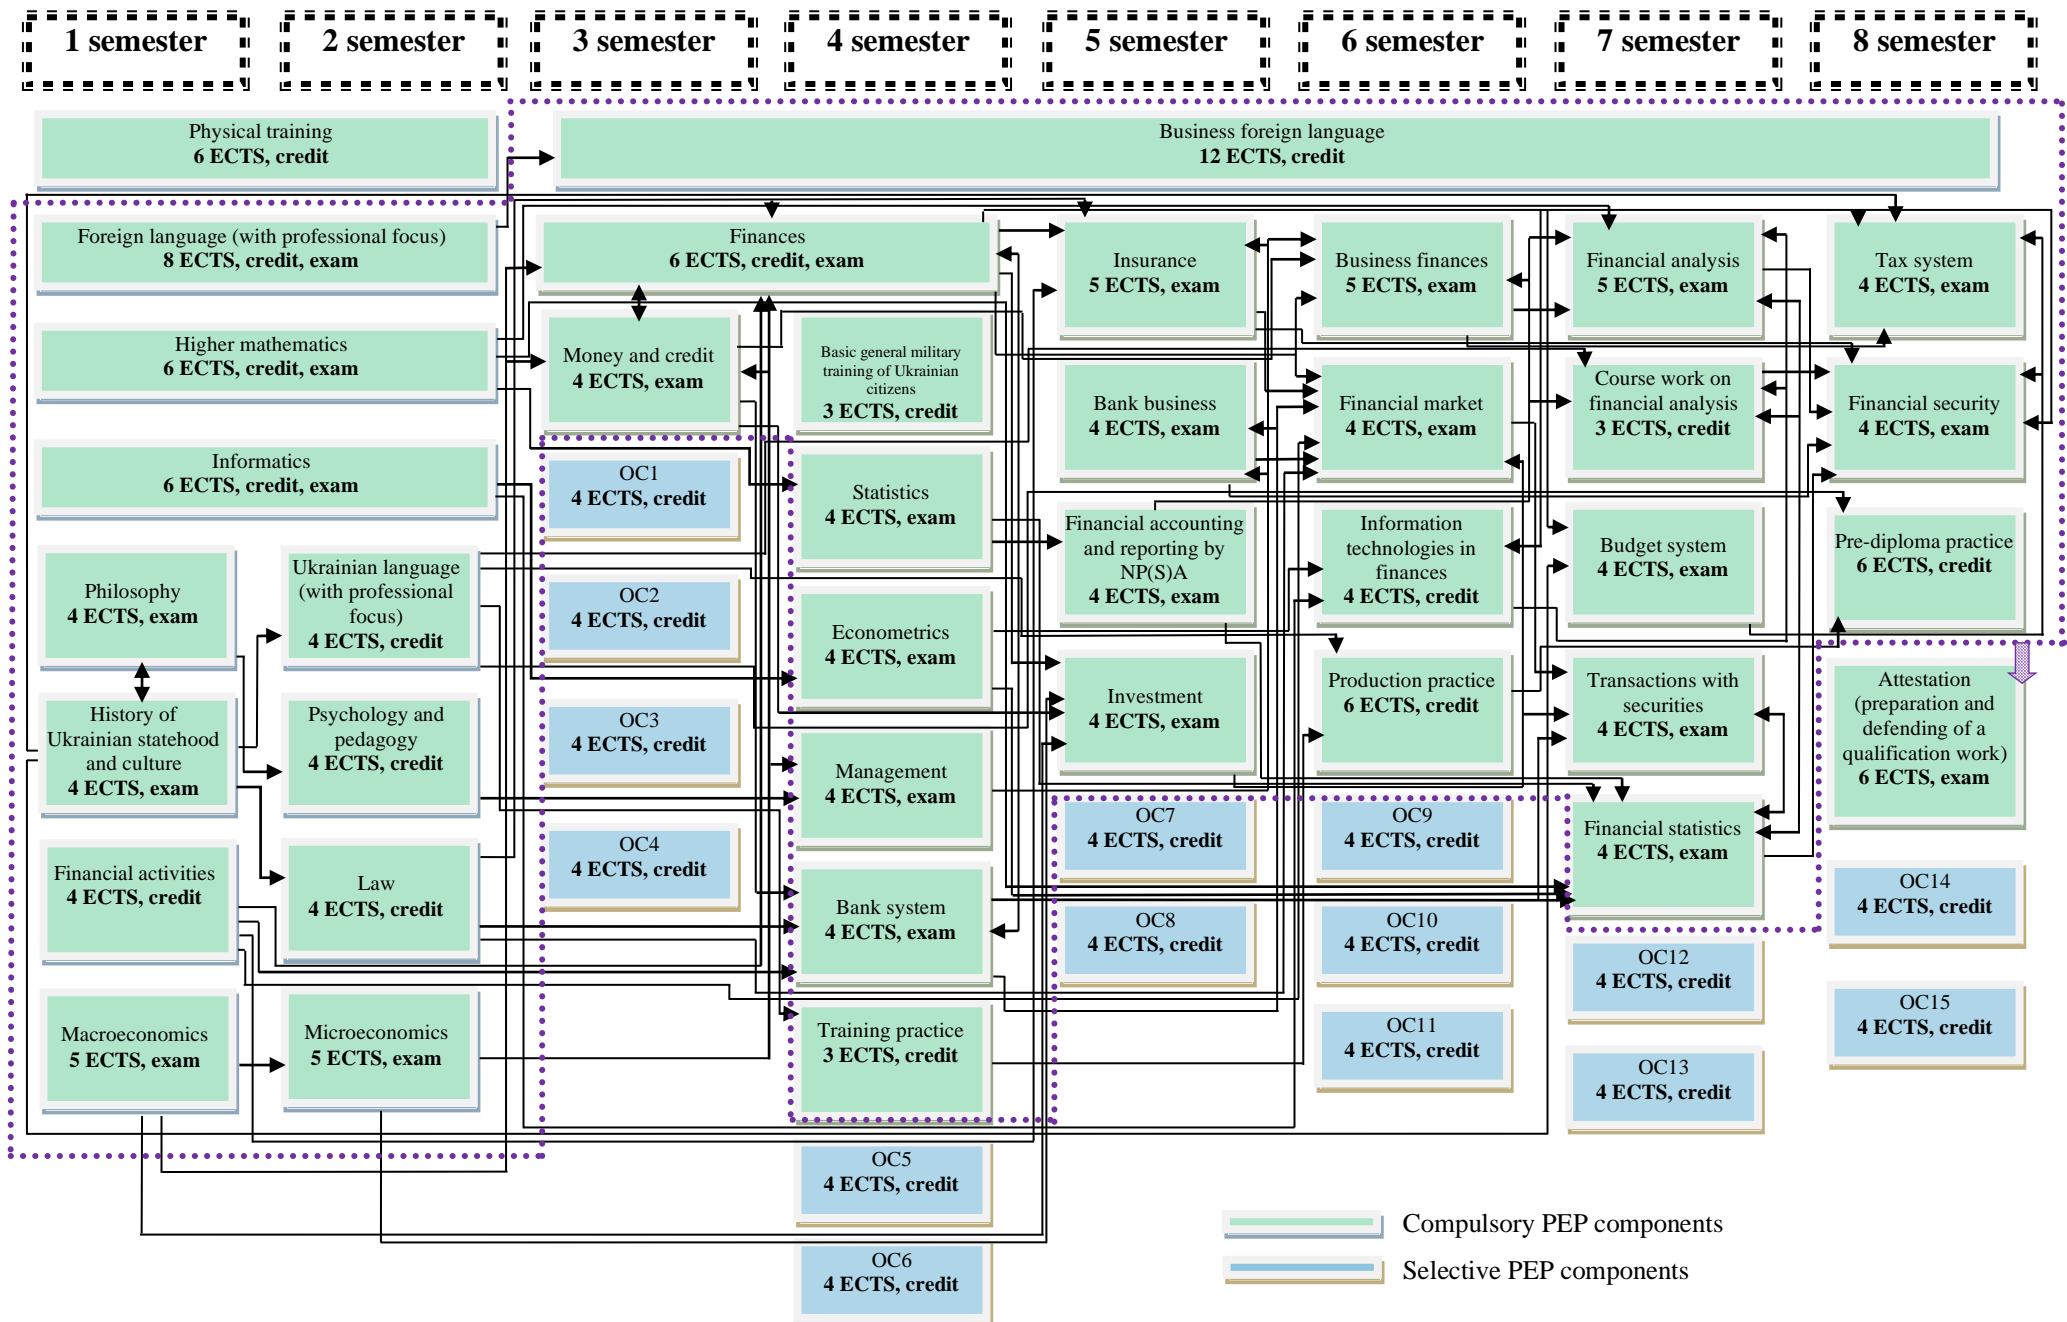 1 semester
2 semester
3 semester
4 semester
5 semester
6 semester
7 semester
8 semester
Physical training
6 ECTS, credit
Business foreign language
12 ECTS, credit
Foreign language (with professional focus)
8 ECTS, credit, exam
Finances
6 ECTS, credit, exam
Insurance
5 ECTS, exam
Business finances
5 ECTS, exam
Financial analysis
5 ECTS, exam
Tax system
4 ECTS, exam
Higher mathematics
6 ECTS, credit, exam
Money and credit
4 ECTS, exam
Basic general military
training of Ukrainian
citizens
3 ECTS, credit
Bank business
4 ECTS, exam
Financial market
4 ECTS, exam
Course work on
financial analysis
3 ECTS, credit
Financial security
4 ECTS, exam
Informatics
6 ECTS, credit, exam
OC1
4 ECTS, credit
Statistics
4 ECTS, exam
Financial accounting
and reporting by
NP(S)A
4 ECTS, exam
Information
technologies in
finances
4 ECTS, credit
Budget system
4 ECTS, exam
Pre-diploma practice
6 ECTS, credit
Philosophy
4 ECTS, exam
Ukrainian language
(with professional
focus)
4 ECTS, credit
OC2
4 ECTS, credit
Econometrics
4 ECTS, exam
Investment
4 ECTS, exam
Production practice
6 ECTS, credit
Transactions with
securities
4 ECTS, exam
Attestation
(preparation and
defending of a
qualification work)
6 ECTS, exam
History of
Ukrainian statehood
and culture
4 ECTS, exam
Psychology and
pedagogy
4 ECTS, credit
OC3
4 ECTS, credit
Management
4 ECTS, exam
OC7
4 ECTS, credit
OC9
4 ECTS, credit
Financial statistics
4 ECTS, exam
Financial activities
4 ECTS, credit
Law
4 ECTS, credit
OC4
4 ECTS, credit
Bank system
4 ECTS, exam
OC8
4 ECTS, credit
OC10
4 ECTS, credit
OC12
4 ECTS, credit
OC14
4 ECTS, credit
Macroeconomics
5 ECTS, exam
Microeconomics
5 ECTS, exam
Training practice
3 ECTS, credit
OC11
4 ECTS, credit
OC13
4 ECTS, credit
OC15
4 ECTS, credit
OC5
4 ECTS, credit
OC6
4 ECTS, credit
Compulsory PEP components
Selective PEP components